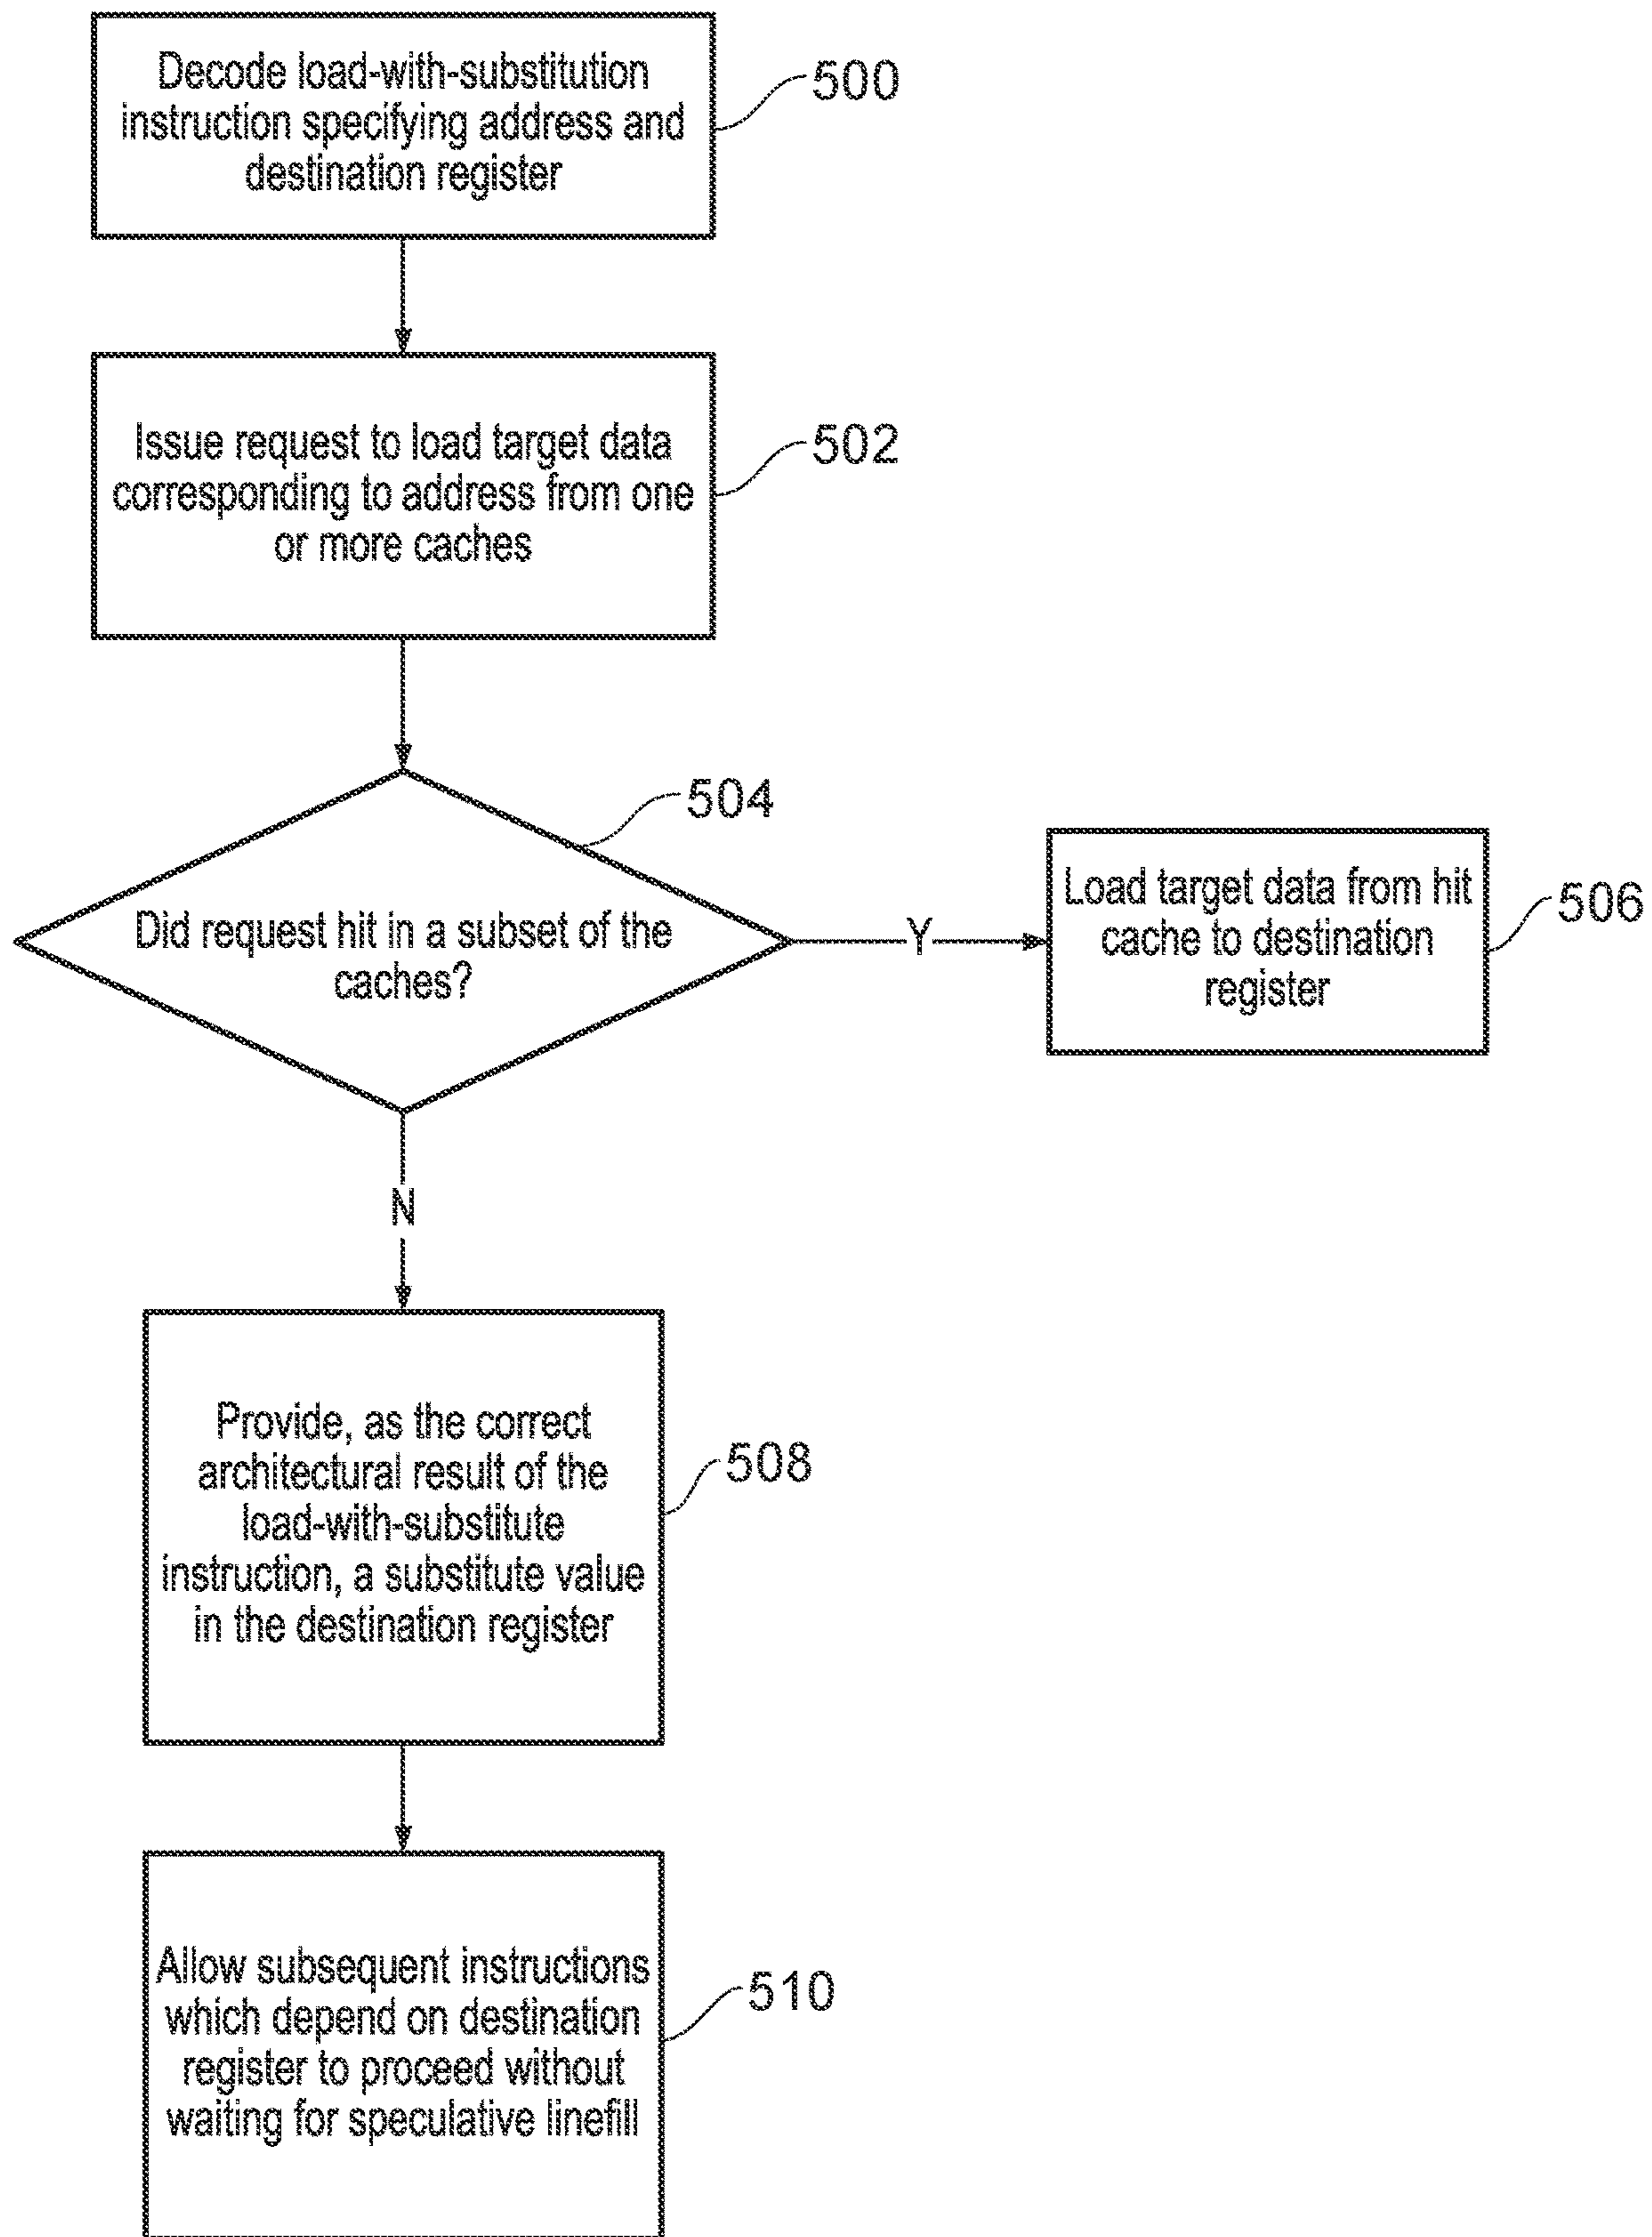 Decode load-with-substitution
instruction specifying address and
destination register
500
Issue request to load target data
corresponding to address from one
or more caches
502
504
Did request hit in a subset of the
caches?
Y
Load target data from hit
cache to destination
register
506
N
Provide, as the correct
architectural result of the
load-with-substitute
instruction, a substitute value
in the destination register
508
Allow subsequent instructions
which depend on destination
register to proceed without
waiting for speculative linefill
510